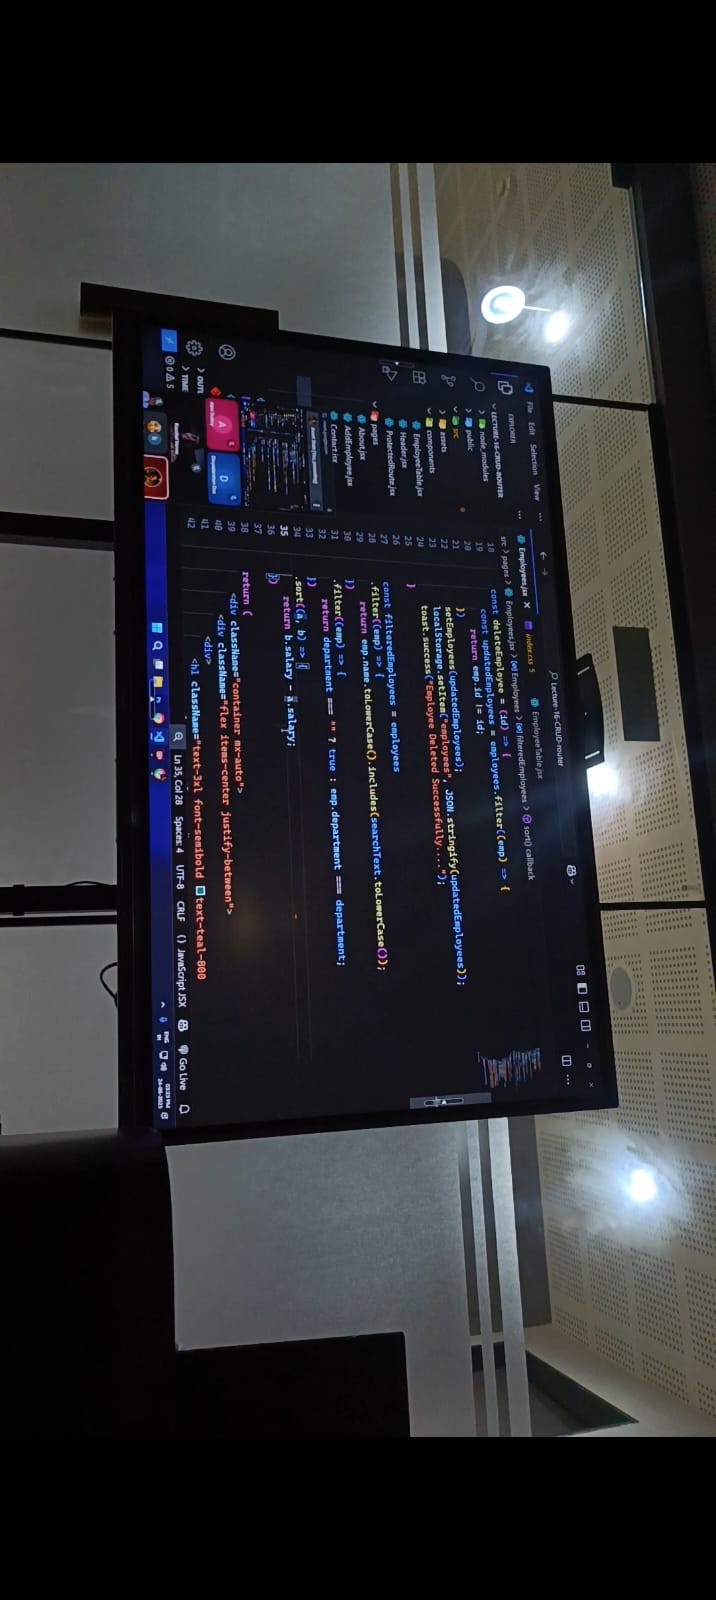 File Edit Selection View ...
Lecture-16-CRUD-router
EXPLORER
LECTURE-16-CRUD-ROUTER
node_modules
public
src
assets
components
EmployeeTable.jsx
Header.jsx
ProtectedRoute.jsx
pages
About.jsx
AddEmployee.jsx
Contact.jsx
A
D
OUTL
TIME
Employees.jsx
index.css 5
EmployeeTable.jsx
src > pages > Employees.jsx > Employees > filteredEmployees > sort() callback
18 const deleteEmployee = (id) => {
19 const updatedEmployees = employees.filter((emp) => {
20 return emp.id != id;
21 })
22 setEmployees(updatedEmployees);
23 localStorage.setItem("employees", JSON.stringify(updatedEmployees));
24 toast.success("Employee Deleted Successfully....");
25 }
26
27 const filteredEmployees = employees
28 .filter((emp) => {
29 return emp.name.toLowerCase().includes(searchText.toLowerCase());
30 })
31 .filter((emp) => {
32 return department === "" ? true : emp.department === department;
33 })
34 .sort((a, b) => {
35 return b.salary - a.salary;
36 })
37
38 return (
39 <div className="container mx-auto">
40 <div className="flex items-center justify-between">
41 <div>
42 <h1 className="text-3xl font-semibold text-teal-800
0 5
Ln 35, Col 28 Spaces: 4 UTF-8 CRLF {} JavaScript JSX Go Live
ENG
IN